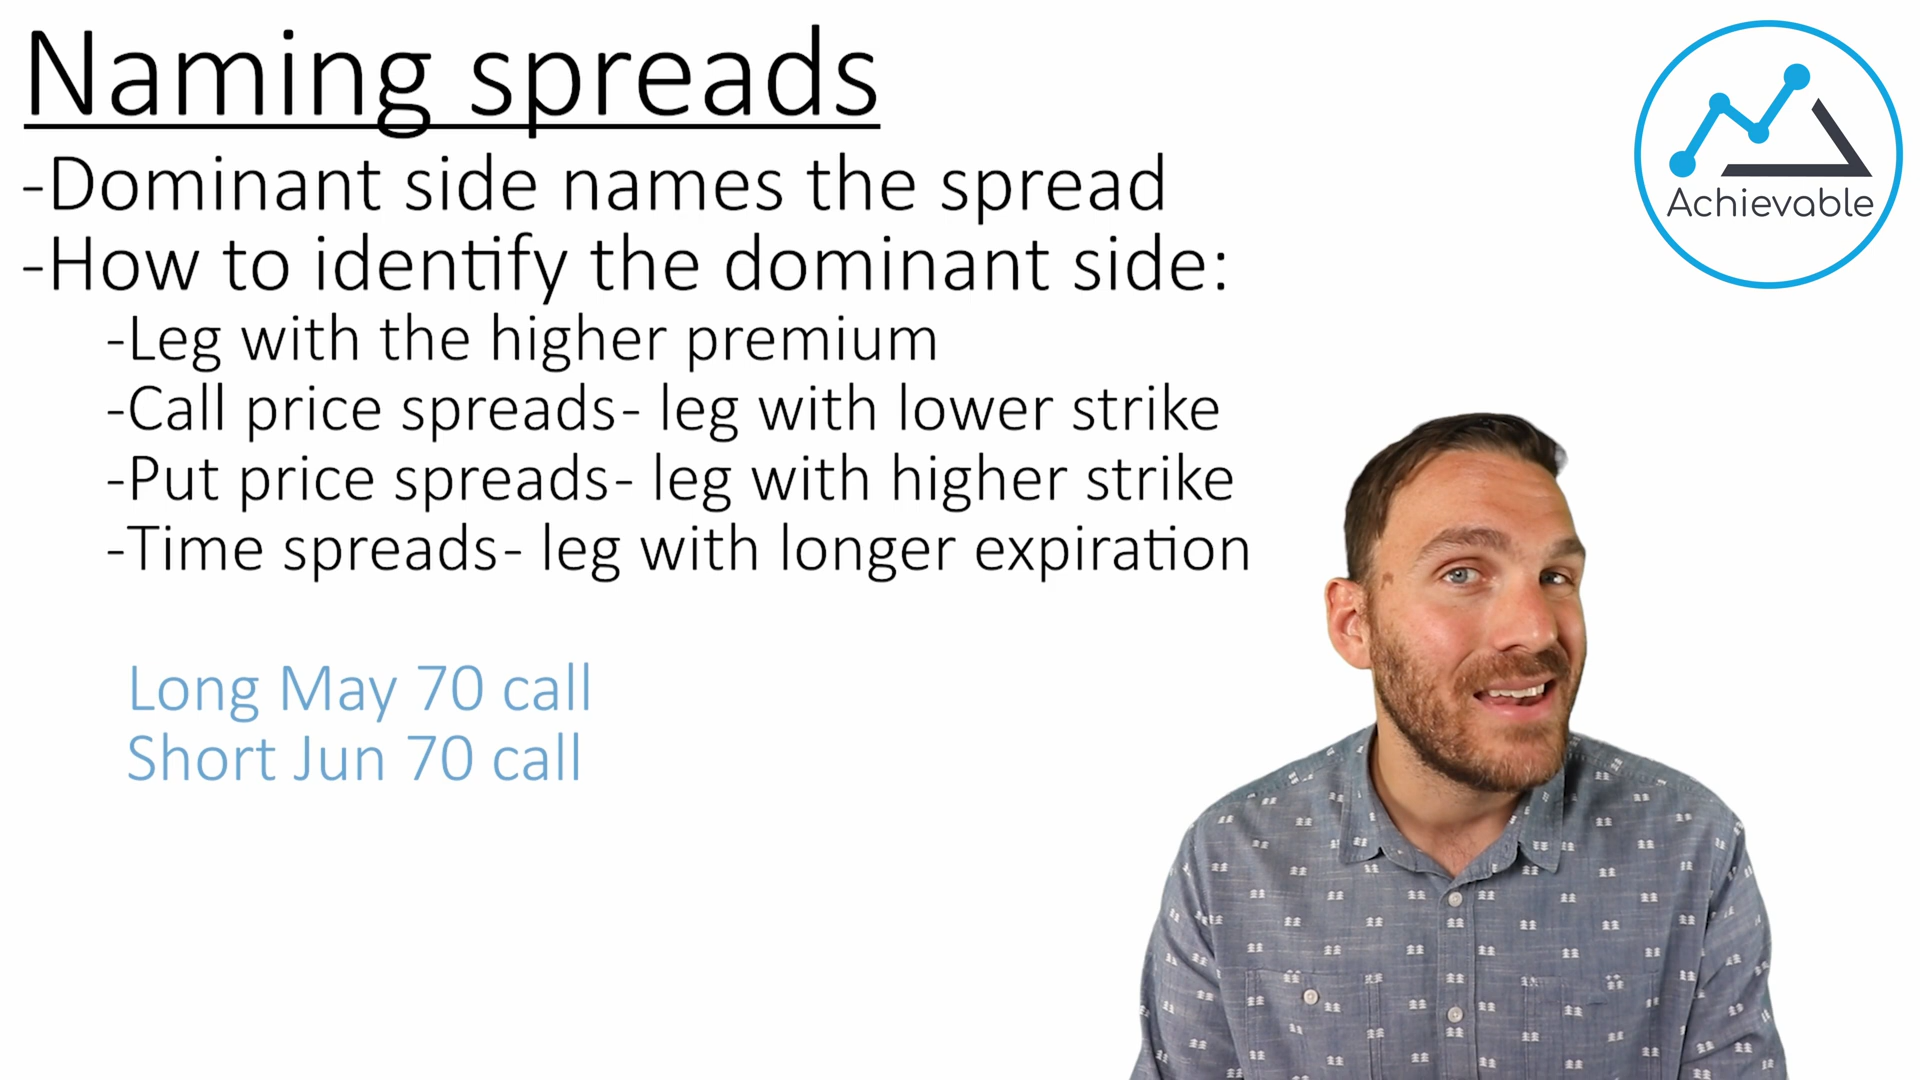 Naming spreads
-Dominant side names the spread
-How to identify the dominant side:
-Leg with the higher premium
-Call price spreads- leg with lower strike
-Put price spreads- leg with higher strike
-Time spreads- leg with longer expiration
Long May 70 call
Short Jun 70 call
Achievable